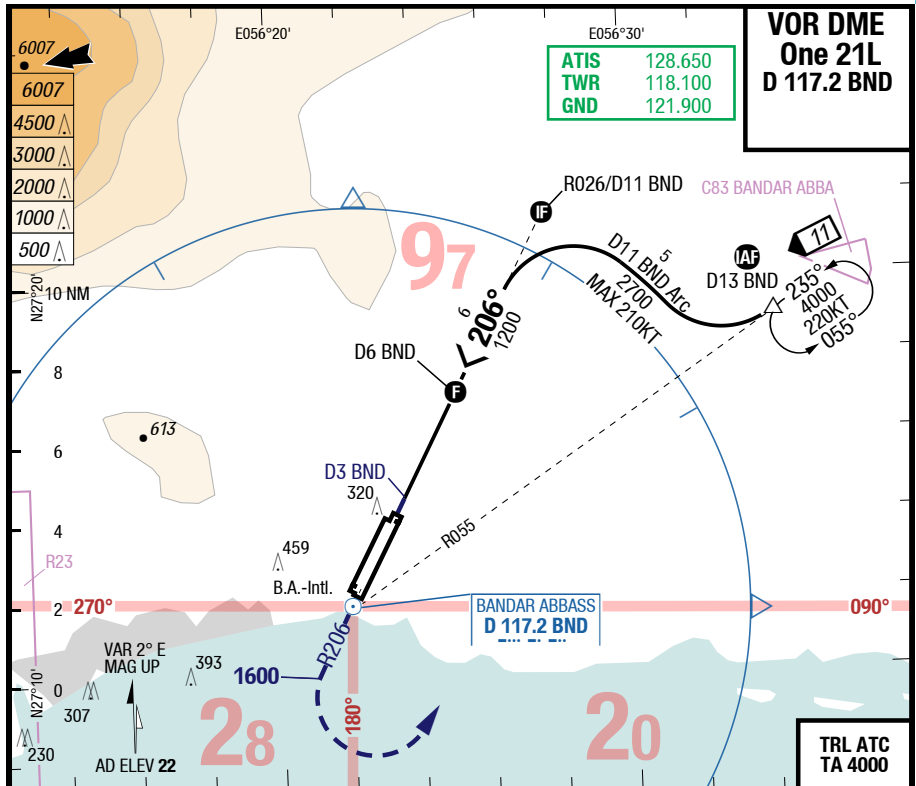 VOR DME
One 21L
D 117.2 BND
E056°20'
E056°30'
ATIS 128.650
TWR 118.100
GND 121.900
6007
6007
4500
3000
2000
1000
500
N27°20'
10 NM
8
6
4
2
0
N27°10'
97
R026/D11 BND
IF
C83 BANDAR ABBA
11
IAF
D13 BND
235°
4000
220KT
055°
5
D11 BND Arc
2700
MAX 210KT
6
206°
1200
D6 BND
F
613
D3 BND
320
R055
459
B.A.-Intl.
R23
270°
090°
BANDAR ABBASS
D 117.2 BND
VAR 2° E
MAG UP
393
1600
R206
180°
307
230
AD ELEV 22
28
20
TRL ATC
TA 4000